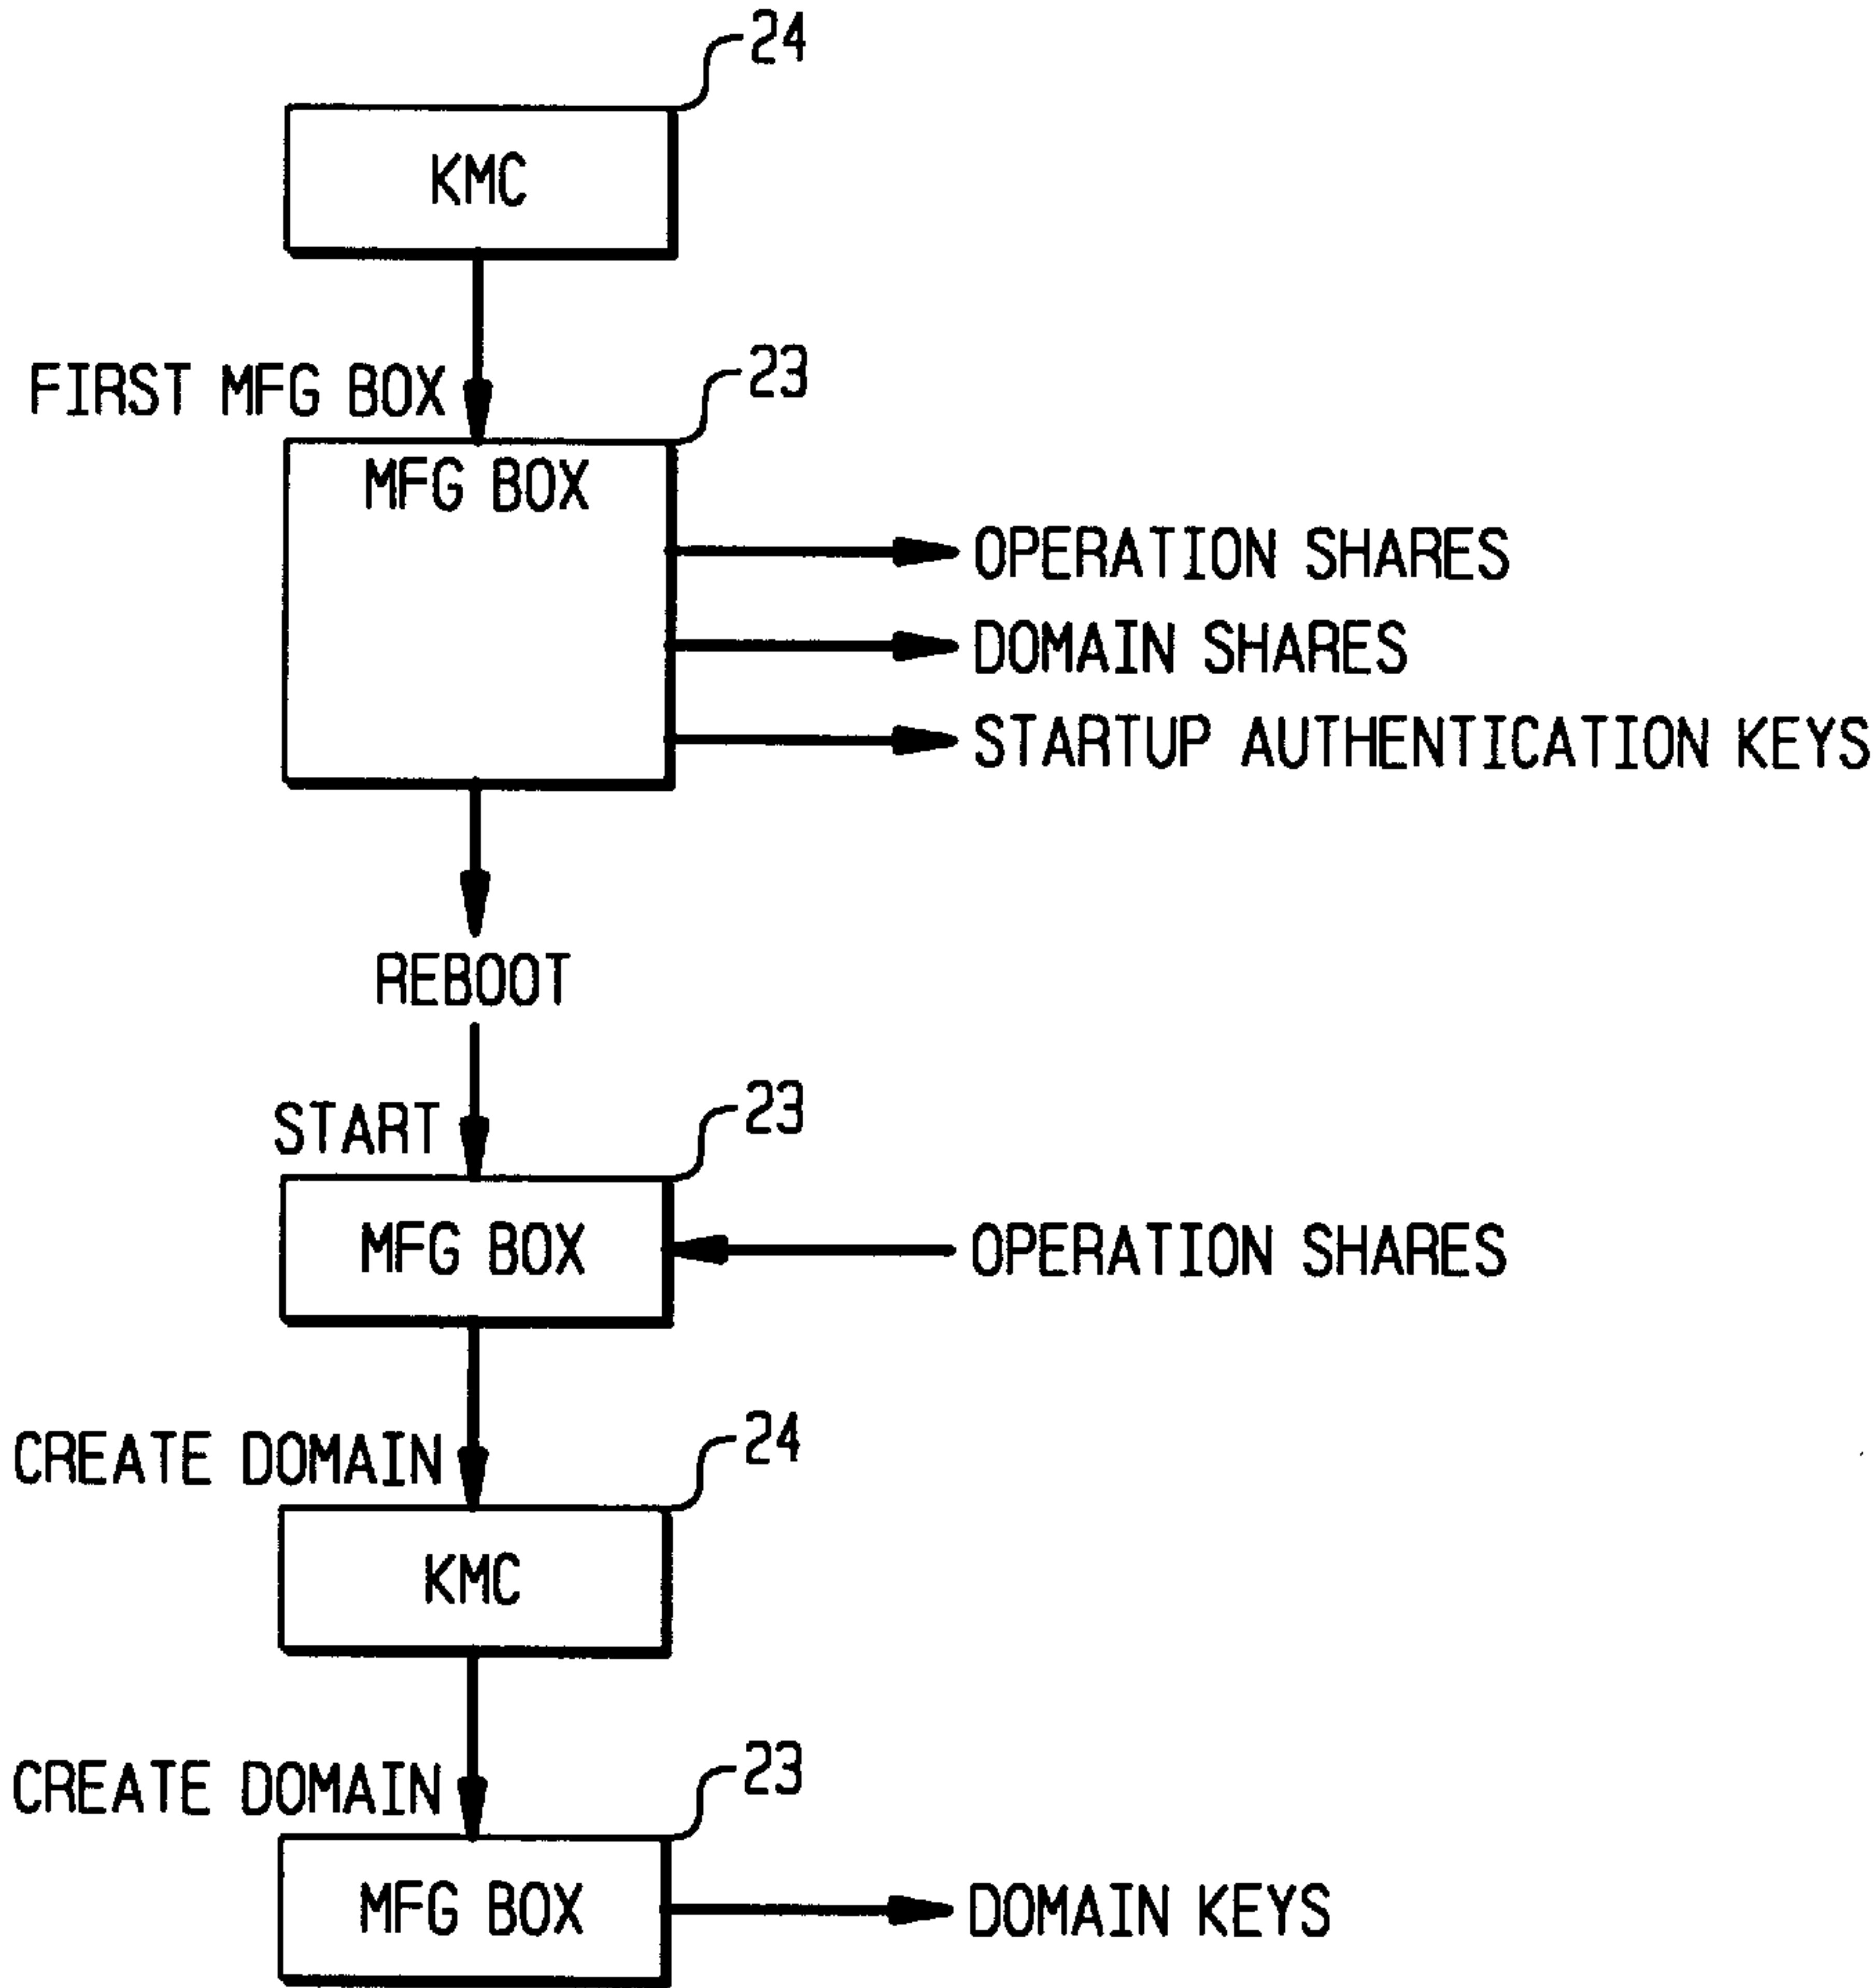 24
KMC
FIRST MFG BOX
23
MFG BOX
OPERATION SHARES
DOMAIN SHARES
STARTUP AUTHENTICATION KEYS
REBOOT
START
23
MFG BOX
OPERATION SHARES
CREATE DOMAIN
24
KMC
CREATE DOMAIN
23
MFG BOX
DOMAIN KEYS